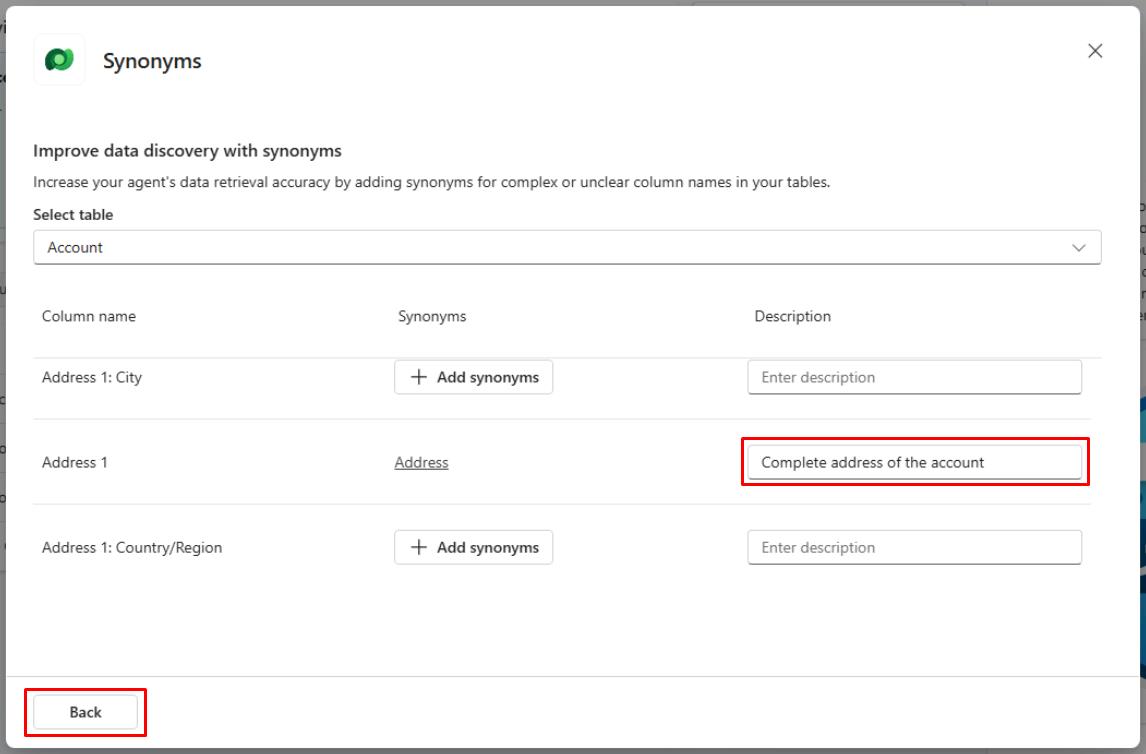 Synonyms
Improve data discovery with synonyms
Increase your agent's data retrieval accuracy by adding synonyms for complex or unclear column names in your tables.
Select table
Account
Column name Synonyms Description
Address 1: City Add synonyms Enter description
Address 1 Address Complete address of the account
Address 1: Country/Region Add synonyms Enter description
Back